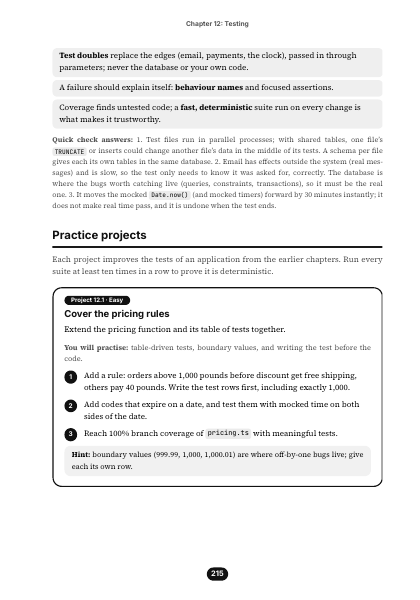 Chapter 12: Testing
Test doubles replace the edges (email, payments, the clock), passed in through
parameters; never the database or your own code.
A failure should explain itself: behaviour names and focused assertions.
Coverage finds untested code; a fast, deterministic suite run on every change is
what makes it trustworthy.
Quick check answers: 1. Test files run in parallel processes; with shared tables, one file's
TRUNCATE or inserts could change another file's data in the middle of its tests. A schema per file
gives each its own tables in the same database. 2. Email has effects outside the system (real mes-
sages) and is slow, so the test only needs to know it was asked for, correctly. The database is
where the bugs worth catching live (queries, constraints, transactions), so it must be the real
one. 3. It moves the mocked Date.now() (and mocked timers) forward by 30 minutes instantly; it
does not make real time pass, and it is undone when the test ends.
Practice projects
Each project improves the tests of an application from the earlier chapters. Run every
suite at least ten times in a row to prove it is deterministic.
Project 12.1 · Easy
Cover the pricing rules
Extend the pricing function and its table of tests together.
You will practise: table-driven tests, boundary values, and writing the test before the
code.
1 Add a rule: orders above 1,000 pounds before discount get free shipping,
others pay 40 pounds. Write the test rows first, including exactly 1,000.
2 Add codes that expire on a date, and test them with mocked time on both
sides of the date.
3 Reach 100% branch coverage of pricing.ts with meaningful tests.
Hint: boundary values (999.99, 1,000, 1,000.01) are where off-by-one bugs live; give
each its own row.
215